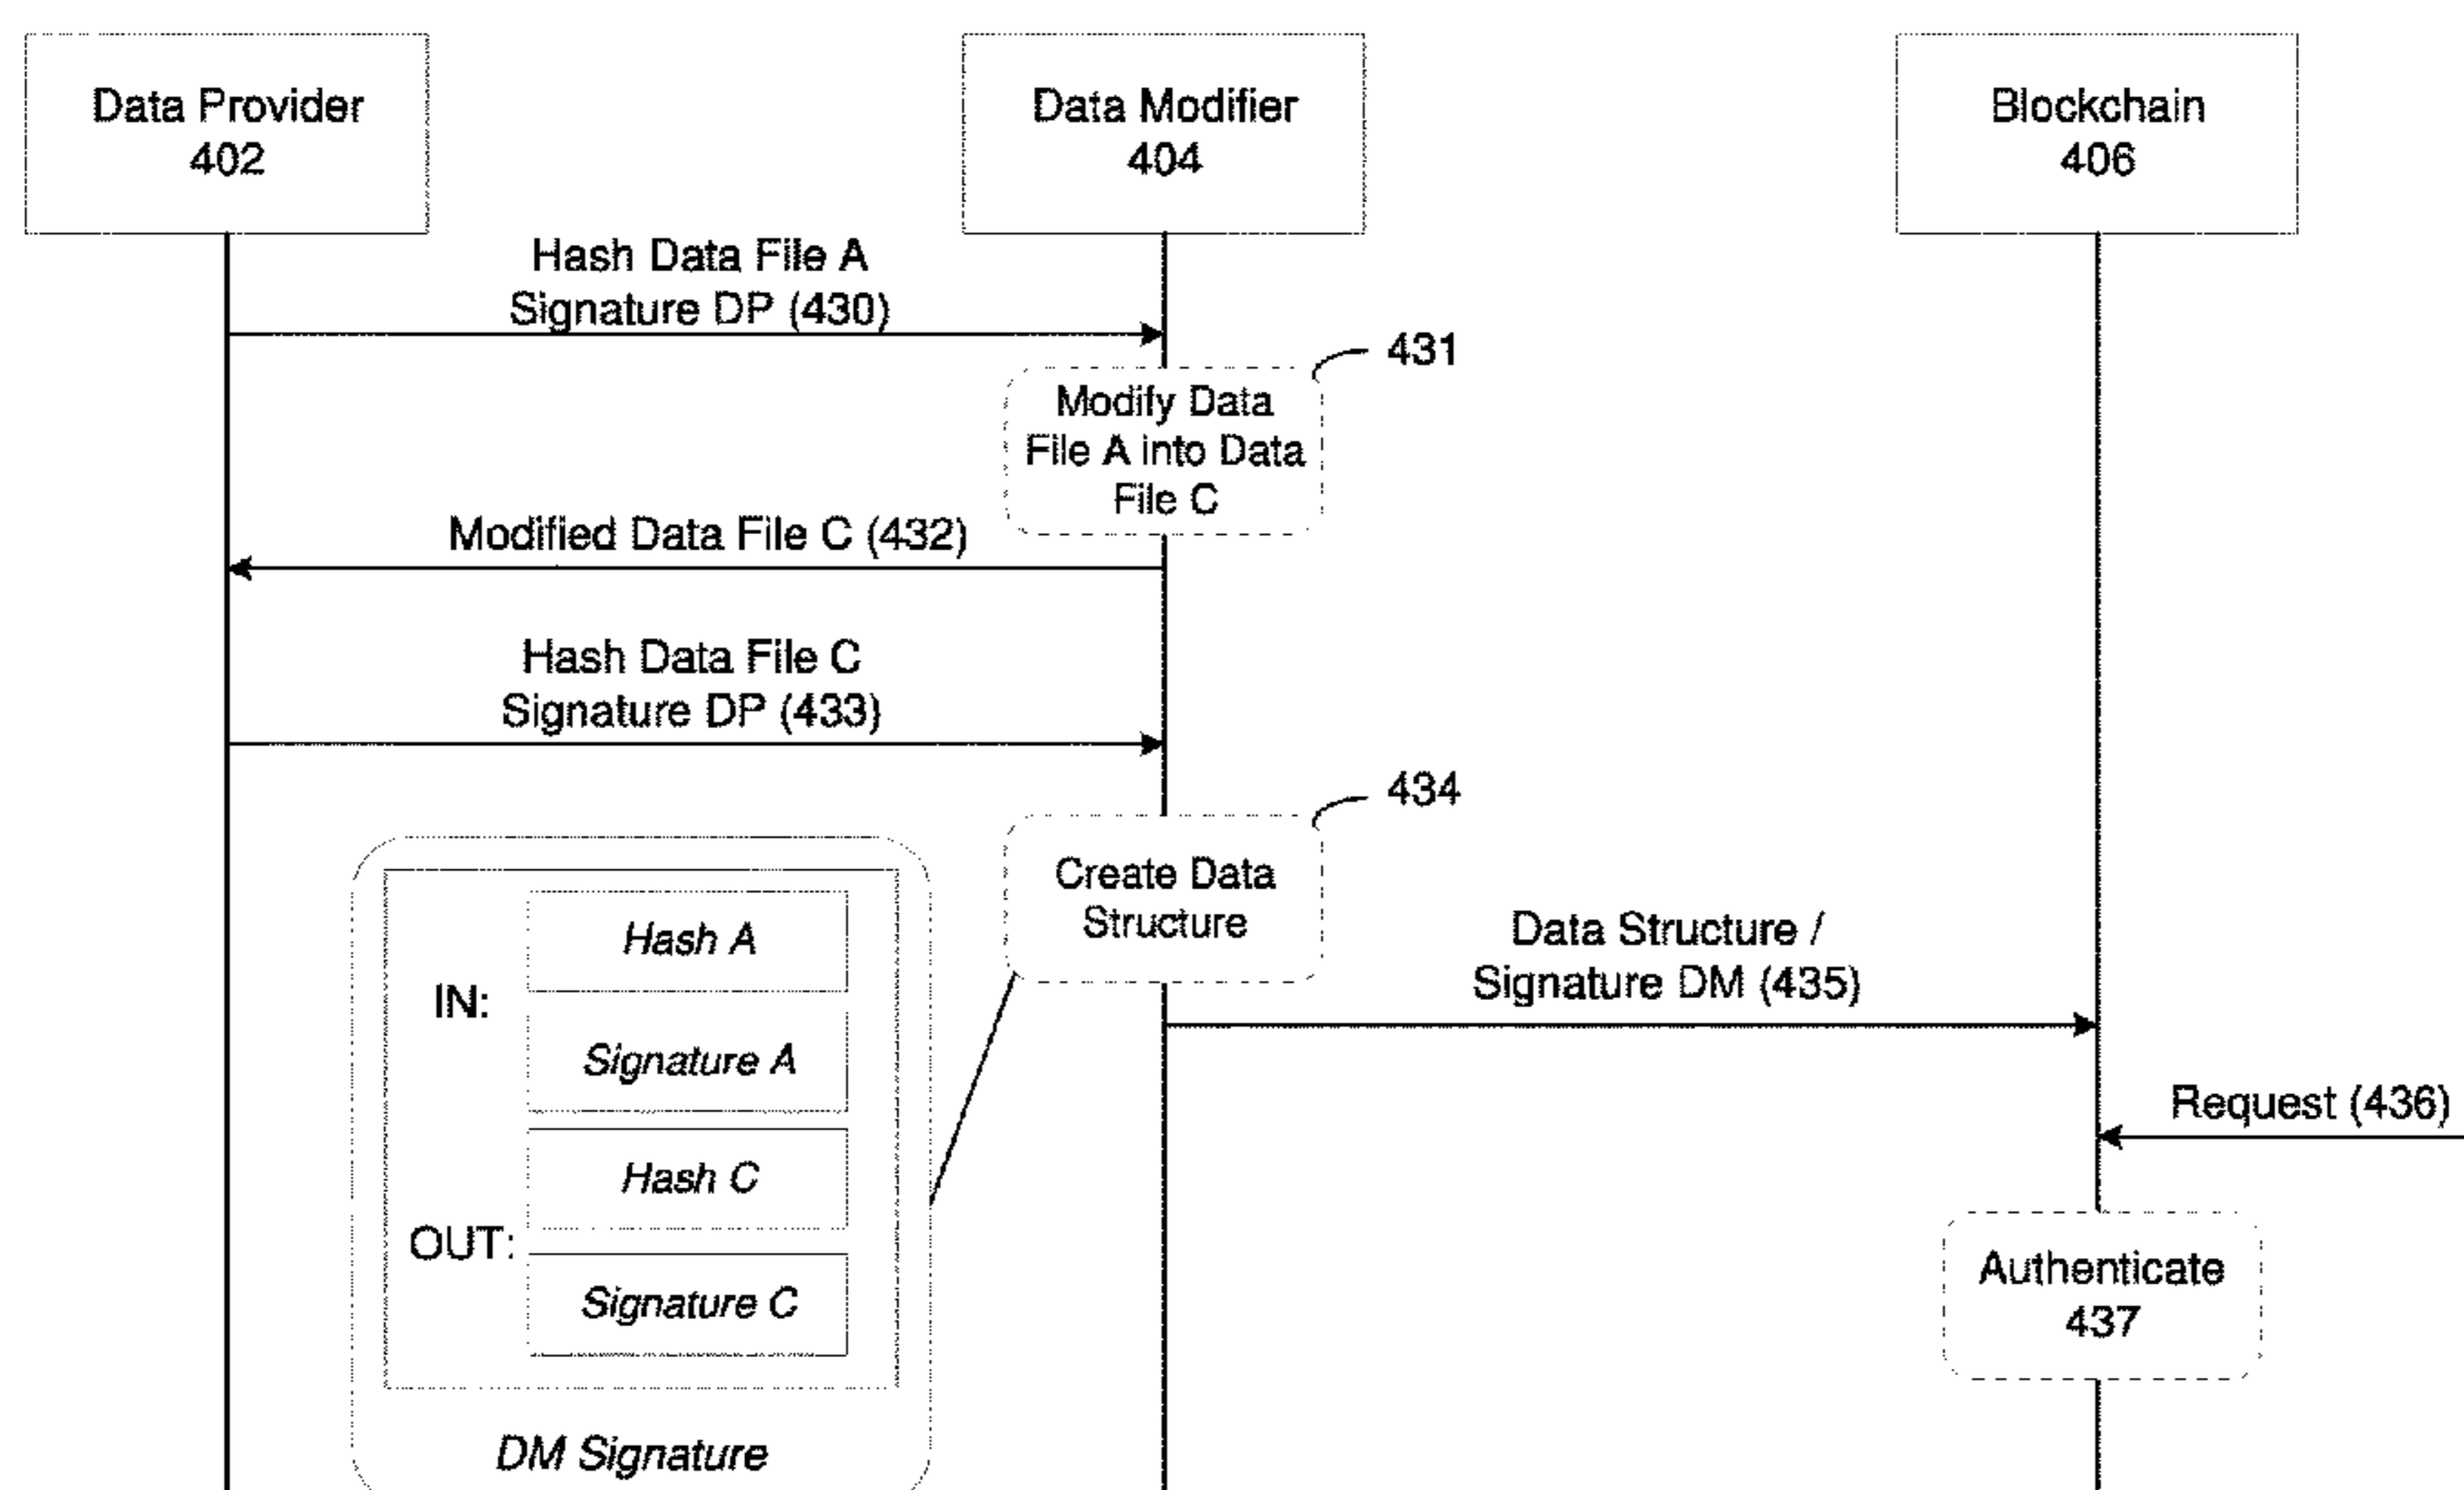 Data Provider
402
Data Modifier
404
Blockchain
406
Hash Data File A
Signature DP (430)
431
Modify Data
File A into Data
File C
Modified Data File C (432)
Hash Data File C
Signature DP (433)
434
Create Data
Structure
IN:
Hash A
Signature A
OUT:
Hash C
Signature C
DM Signature
Data Structure /
Signature DM (435)
Request (436)
Authenticate
437